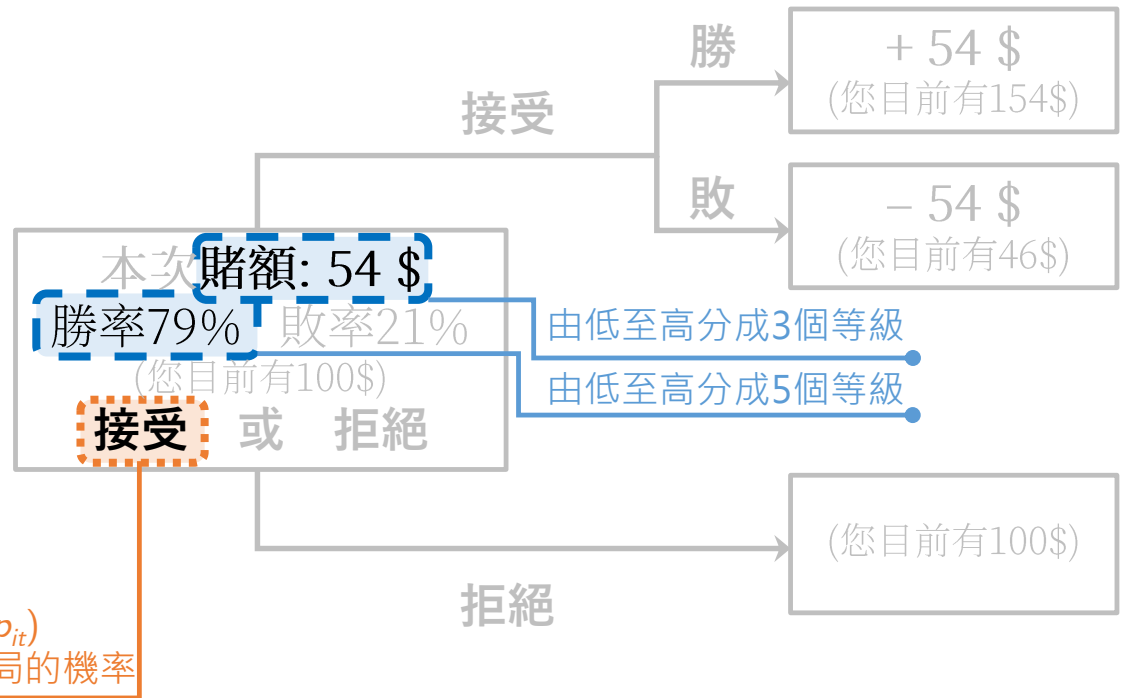 勝
+ 54 $
(您目前有154$)
接受
敗
− 54 $
(您目前有46$)
本次賭額: 54 $
勝率79% 敗率21%
(您目前有100$)
接受 或 拒絕
由低至高分成3個等級
由低至高分成5個等級
(您目前有100$)
拒絕
p_{it})
局的機率